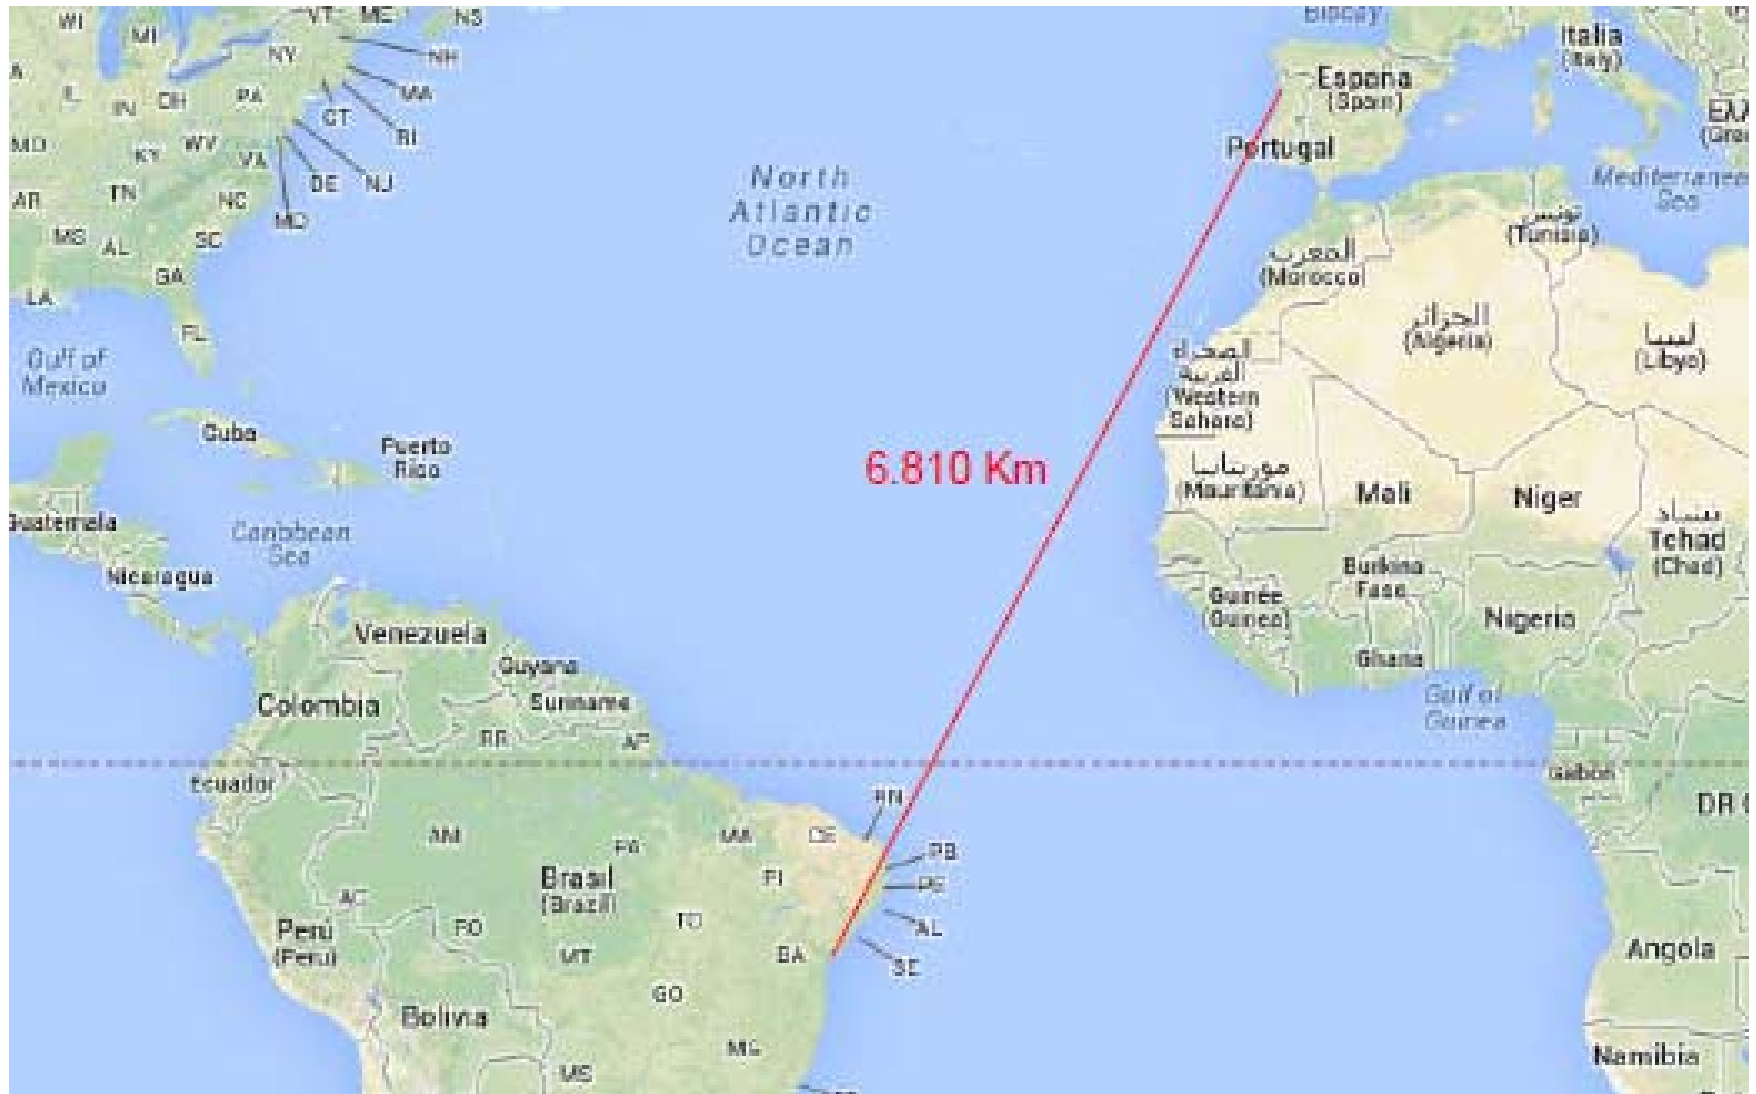 WI
MI
VT
ME
NS
Biscay
Italia
(Italy)
NY
NH
España
(Spain)
IL
IN
OH
PA
MA
CT
RI
MO
KY
WV
VA
DE
NJ
MD
Portugal
North
Atlantic
Ocean
Mediterranean
Sea
AR
TN
NC
MS
AL
SC
GA
LA
FL
تونس
(Tunisia)
المغرب
(Morocco)
الجزائر
(Algeria)
ليبيا
(Libya)
Gulf of
Mexico
الصحراء
الغربية
(Western
Sahara)
Cuba
Puerto
Rico
6.810 Km
موريتانيا
(Mauritania)
Mali
Niger
تشاد
Tchad
(Chad)
Guatemala
Caribbean
Sea
Nicaragua
Burkina
Faso
Guinée
(Guinea)
Nigeria
Ghana
Venezuela
Guyana
Suriname
Colombia
RR
AP
Gulf of
Guinea
Ecuador
Gabon
DR
RN
AM
PA
MA
CE
PB
PI
PE
Brasil
(Brazil)
AC
RO
TO
AL
Perú
(Peru)
MT
BA
SE
Angola
GO
Bolivia
MG
MS
Namibia